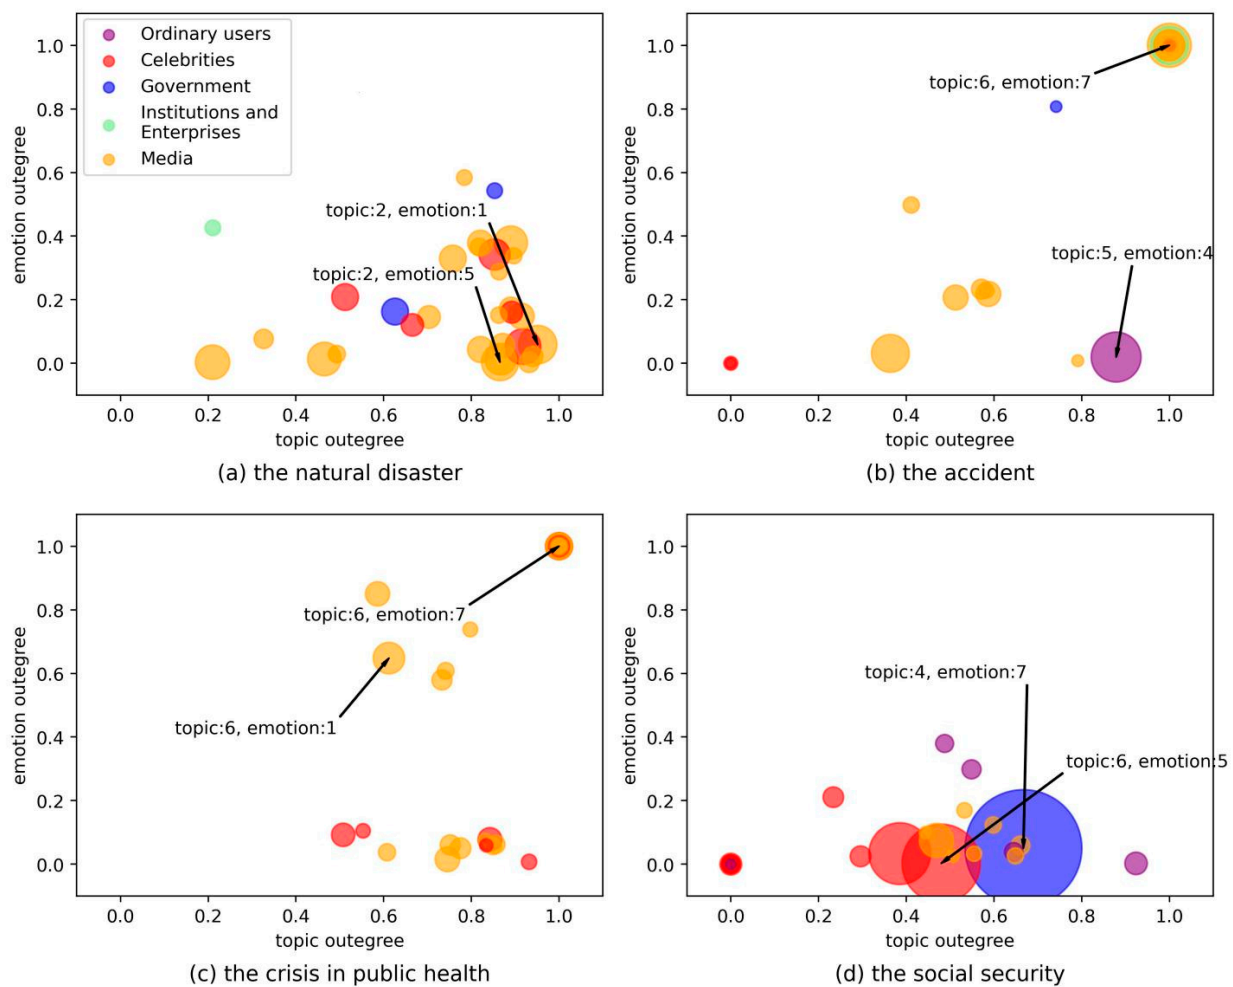 1.0
0.8
0.6
0.4
0.2
0.0
emotion outegree
Ordinary users
Celebrities
Government
Institutions and
Enterprises
Media
topic:2, emotion:1
topic:2, emotion:5
0.0 0.2 0.4 0.6 0.8 1.0
topic outegree
(a) the natural disaster
1.0
0.8
0.6
0.4
0.2
0.0
emotion outegree
topic:6, emotion:7
topic:5, emotion:4
0.0 0.2 0.4 0.6 0.8 1.0
topic outegree
(b) the accident
1.0
0.8
0.6
0.4
0.2
0.0
emotion outegree
topic:6, emotion:7
topic:6, emotion:1
0.0 0.2 0.4 0.6 0.8 1.0
topic outegree
(c) the crisis in public health
1.0
0.8
0.6
0.4
0.2
0.0
emotion outegree
topic:4, emotion:7
topic:6, emotion:5
0.0 0.2 0.4 0.6 0.8 1.0
topic outegree
(d) the social security